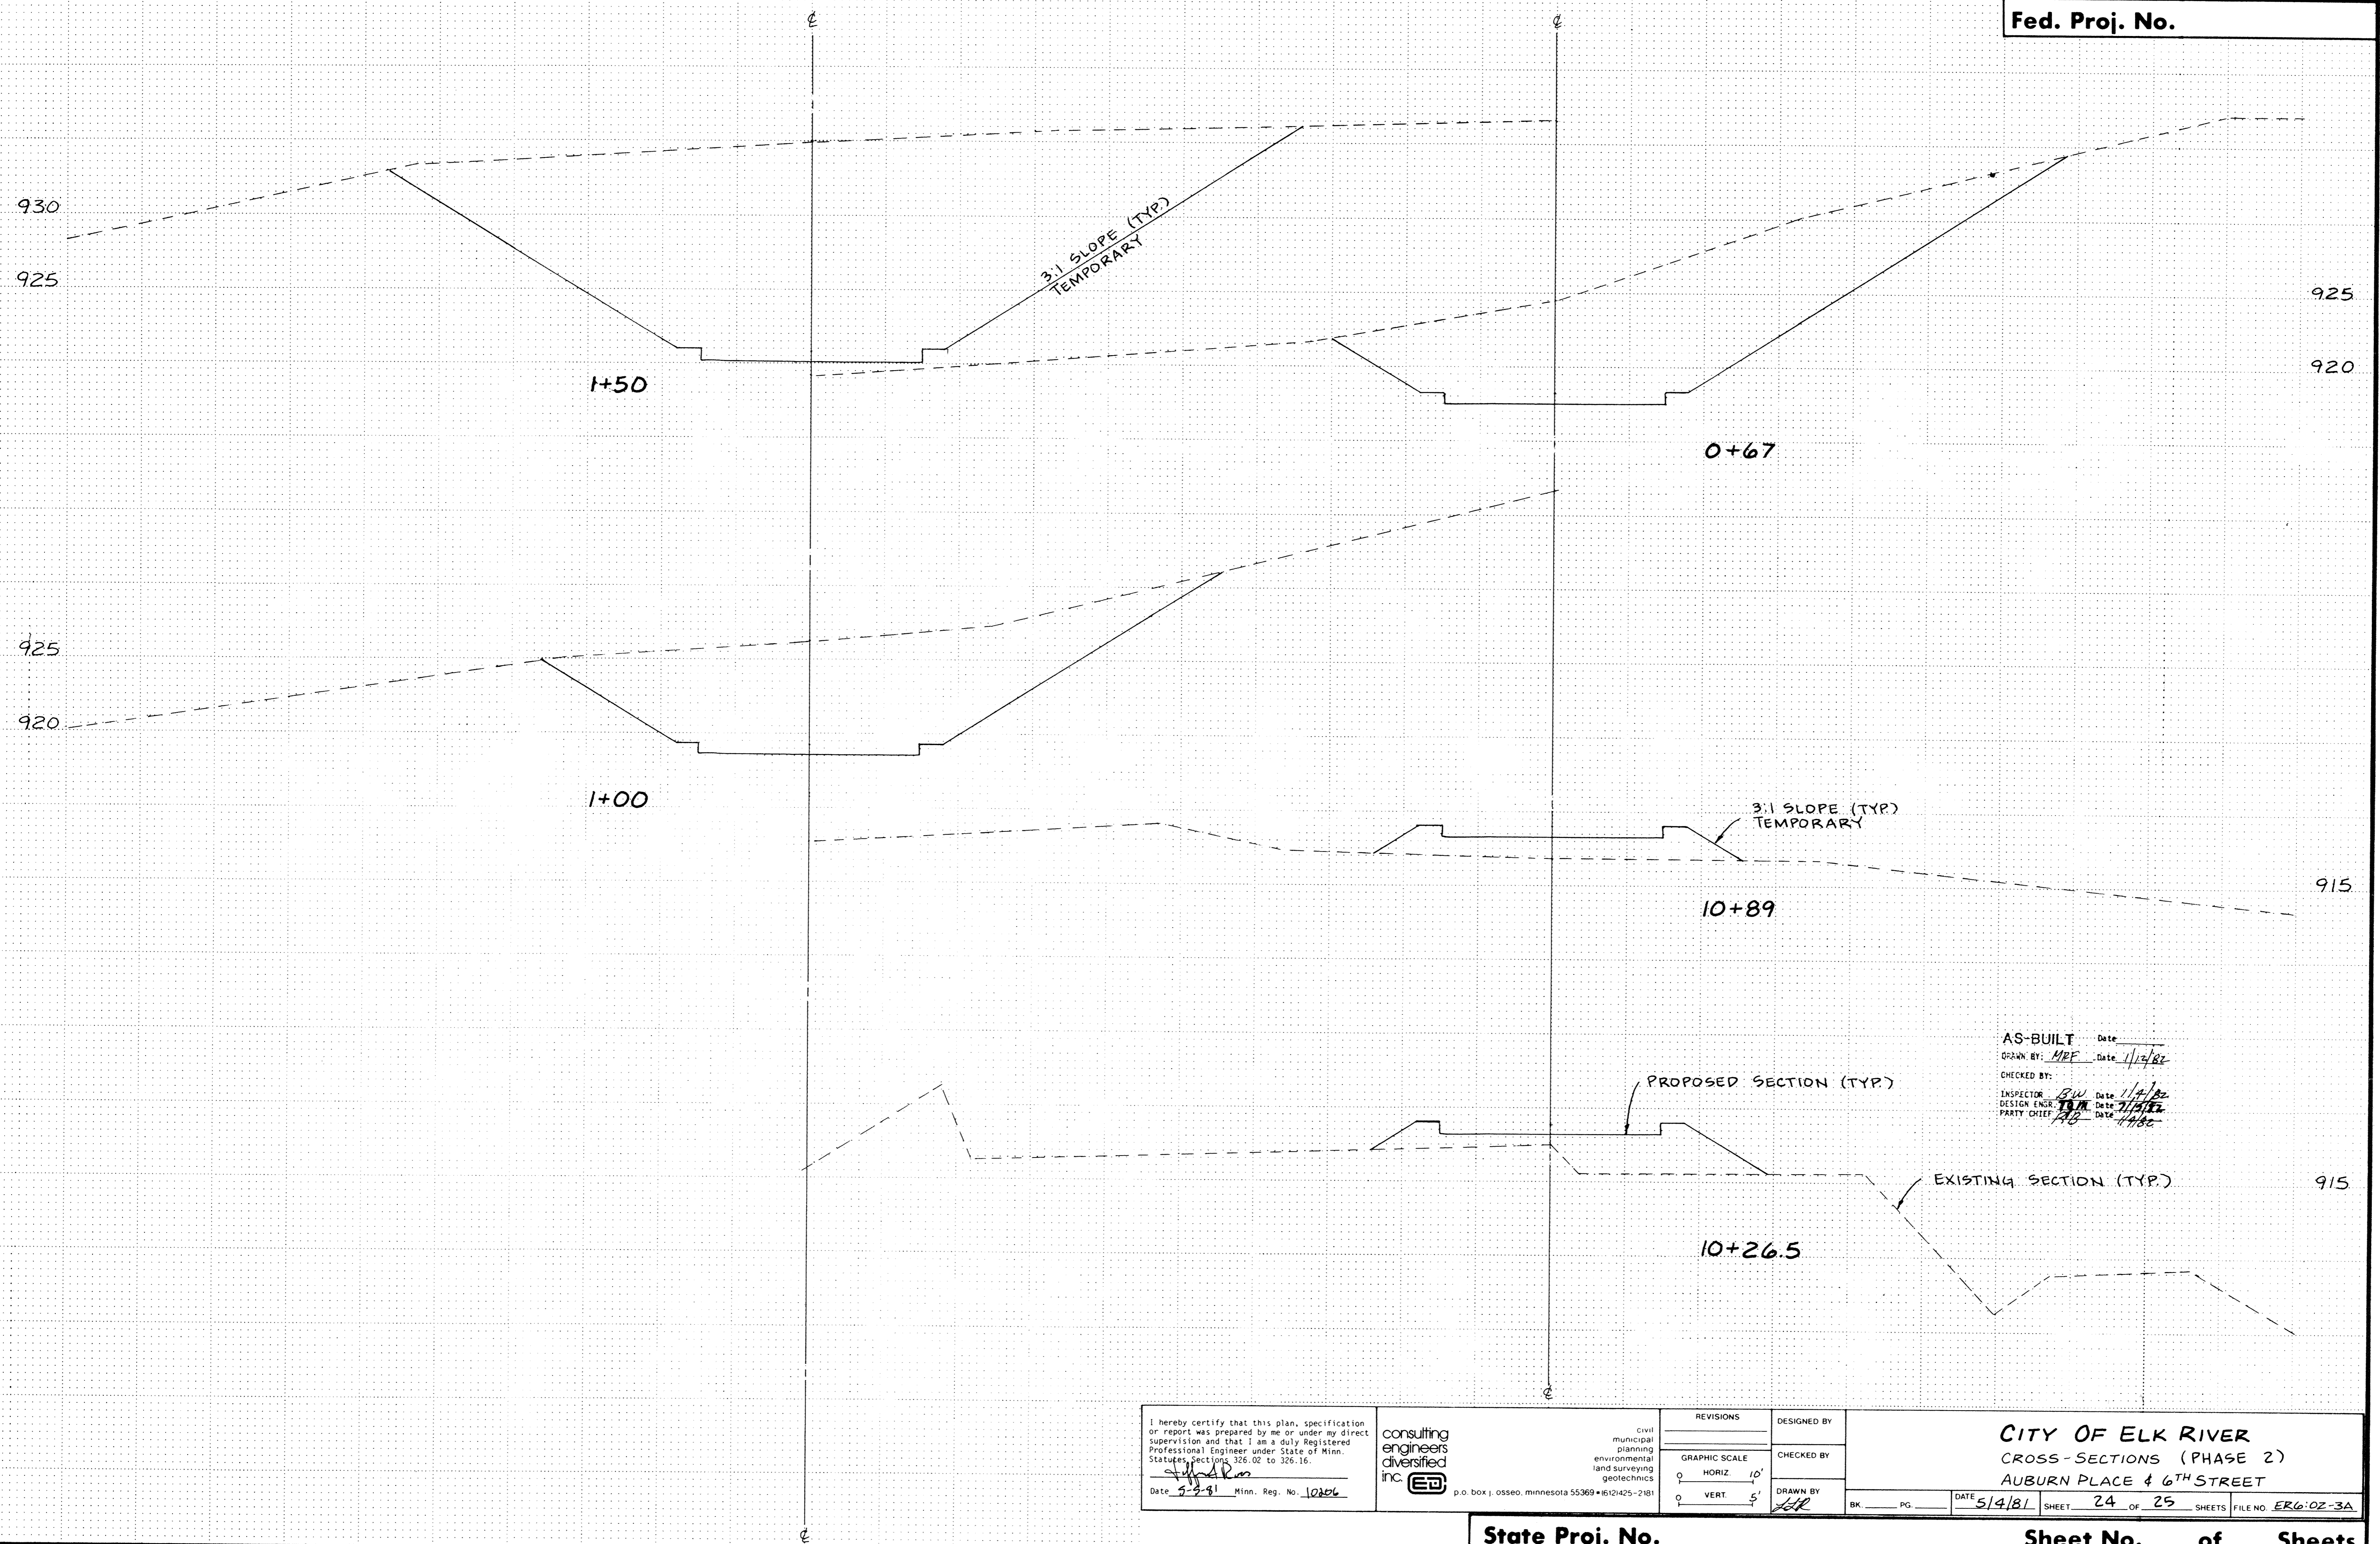 Fed. Proj. No.
℄
℄
930
925
3:1 SLOPE (TYP.)
TEMPORARY
925
920
1+50
0+67
925
920
1+00
3:1 SLOPE (TYP.)
TEMPORARY
915
10+89
AS-BUILT Date
DRAWN BY: MRF Date 1/12/82
CHECKED BY:
INSPECTOR BW Date 1/4/82
DESIGN ENGR. Date
PARTY CHIEF Date
PROPOSED SECTION (TYP.)
EXISTING SECTION (TYP.)
915
10+26.5
℄
℄
I hereby certify that this plan, specification
or report was prepared by me or under my direct
supervision and that I am a duly Registered
Professional Engineer under State of Minn.
Statutes, Sections 326.02 to 326.16.
Date 5-5-81 Minn. Reg. No. 10206
consulting
engineers
diversified
inc.
civil
municipal
planning
environmental
land surveying
geotechnics
p.o. box j, osseo, minnesota 55369 • (612) 425-2181
REVISIONS
GRAPHIC SCALE
0 HORIZ. 10'
0 VERT. 5'
DESIGNED BY
CHECKED BY
DRAWN BY
CITY OF ELK RIVER
CROSS-SECTIONS (PHASE 2)
AUBURN PLACE & 6TH STREET
BK. PG. DATE 5/4/81 SHEET 24 OF 25 SHEETS FILE NO. ER6:02-3A
State Proj. No. Sheet No. of Sheets